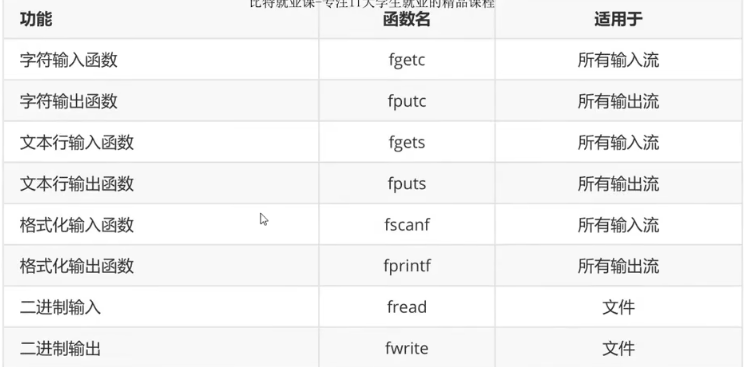 比特就业课-专注IT大学生就业的精品课程
功能 函数名 适用于
字符输入函数 fgetc 所有输入流
字符输出函数 fputc 所有输出流
文本行输入函数 fgets 所有输入流
文本行输出函数 fputs 所有输出流
格式化输入函数 fscanf 所有输入流
格式化输出函数 fprintf 所有输出流
二进制输入 fread 文件
二进制输出 fwrite 文件